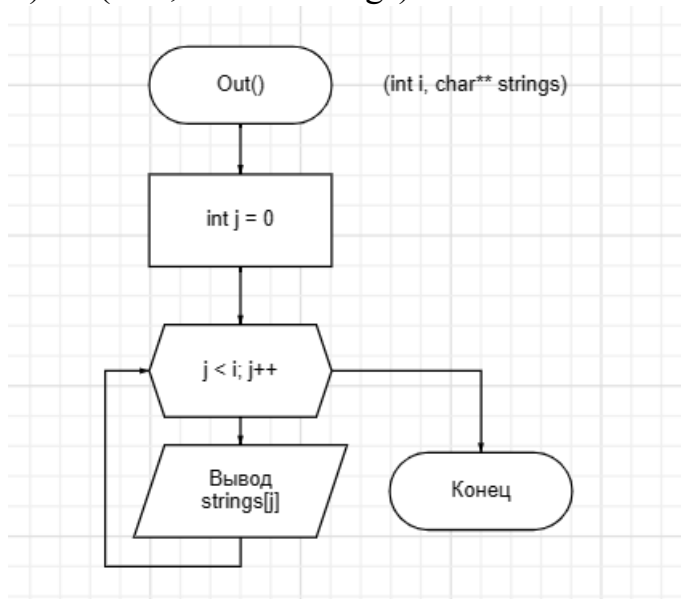 Out()
(int i, char** strings)
int j = 0
j < i; j++
Вывод
strings[j]
Конец